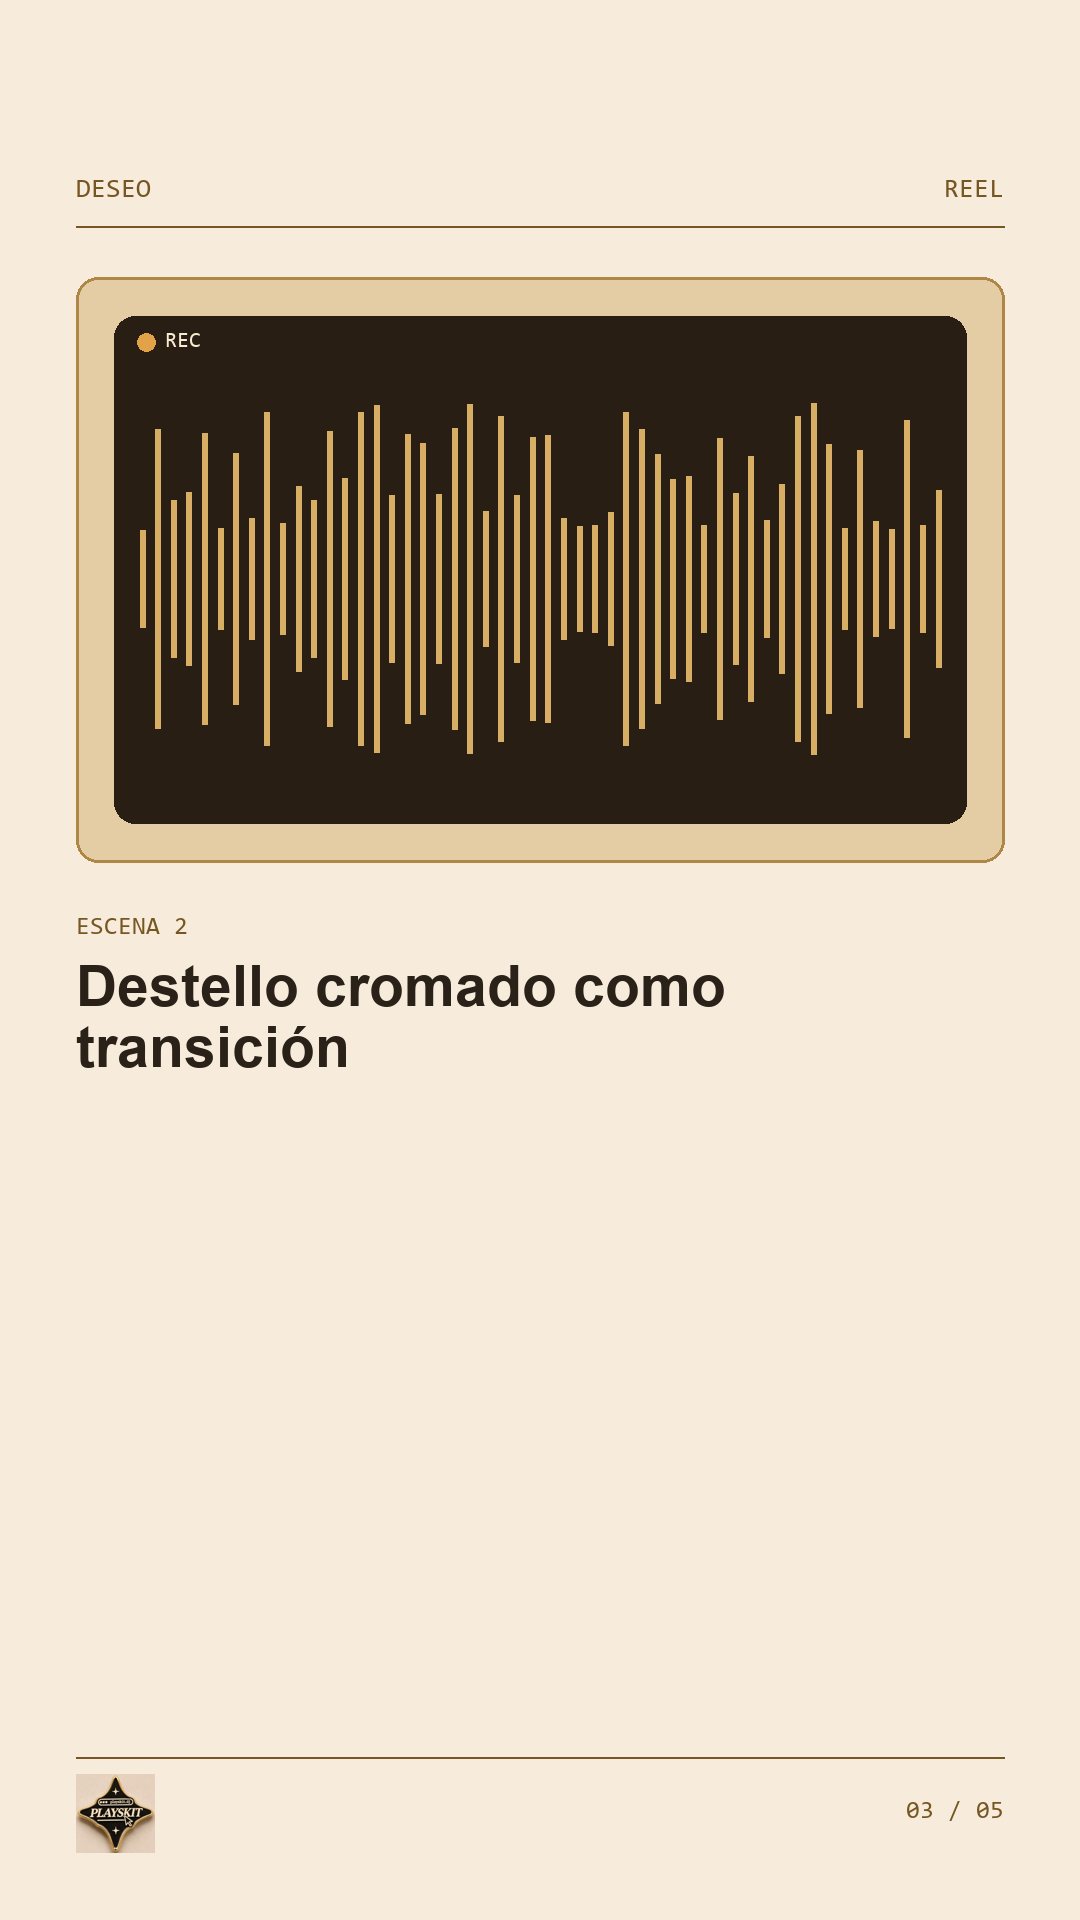 DESEO
REEL
REC
ESCENA 2
Destello cromado como
transición
PLAYSKIT
03 / 05